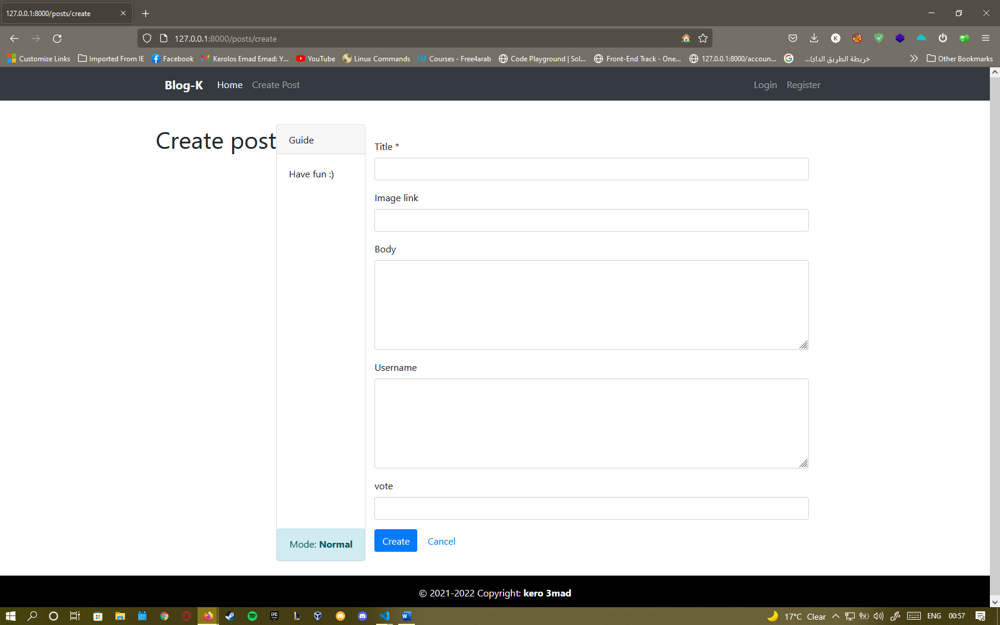 127.0.0.1:8000/posts/create
127.0.0.1:8000/posts/create
Customize Links Imported From IE Facebook Kerolos Emad Emad: Y... YouTube Linux Commands Courses - Free4arab Code Playground | Sol... Front-End Track - One... 127.0.0.1:8000/accoun... خريطة الطريق الدائ... Other Bookmarks
Blog-K Home Create Post Login Register
Create post
Guide
Have fun :)
Mode: Normal
Title *
Image link
Body
Username
vote
Create Cancel
© 2021-2022 Copyright: kero 3mad
17°C Clear ENG 00:57